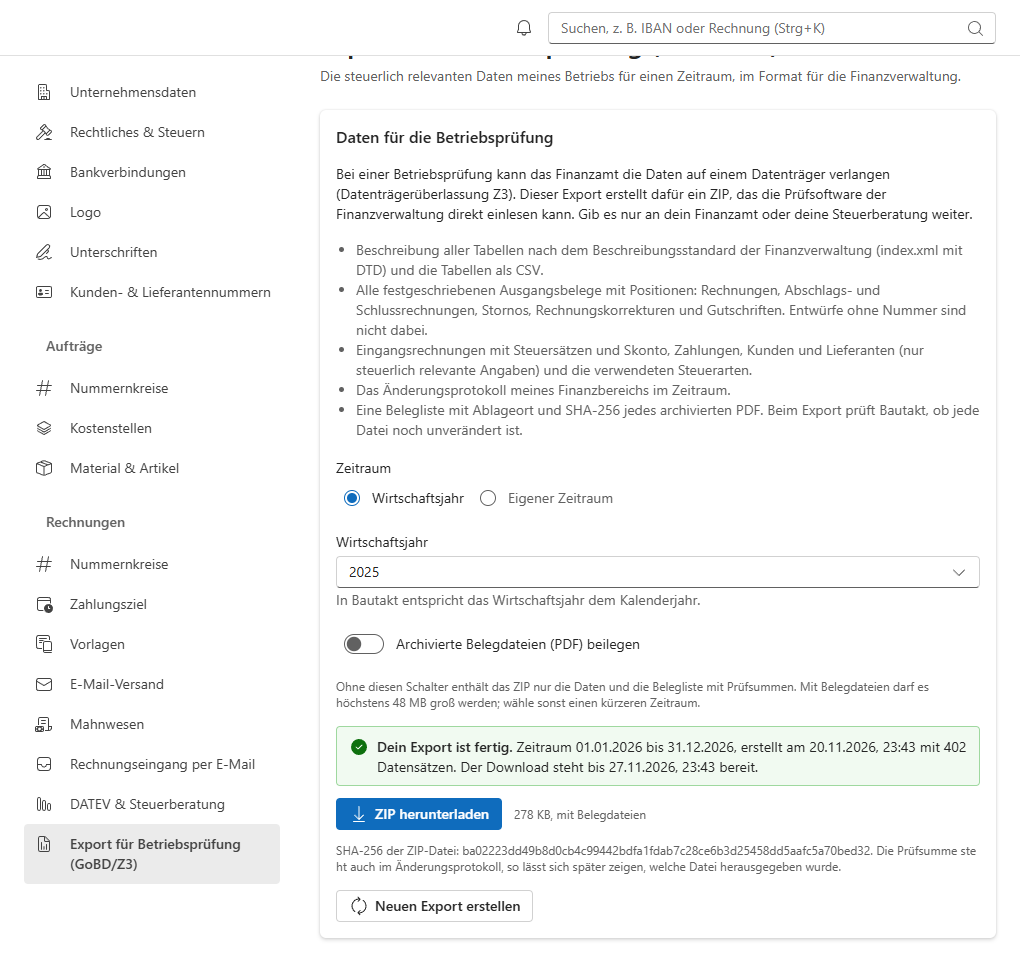 Suchen, z. B. IBAN oder Rechnung (Strg+K)
Die steuerlich relevanten Daten meines Betriebs für einen Zeitraum, im Format für die Finanzverwaltung.
Unternehmensdaten
Rechtliches & Steuern
Bankverbindungen
Logo
Unterschriften
Kunden- & Lieferantennummern
Aufträge
Nummernkreise
Kostenstellen
Material & Artikel
Rechnungen
Nummernkreise
Zahlungsziel
Vorlagen
E-Mail-Versand
Mahnwesen
Rechnungseingang per E-Mail
DATEV & Steuerberatung
Export für Betriebsprüfung
(GoBD/Z3)
Daten für die Betriebsprüfung
Bei einer Betriebsprüfung kann das Finanzamt die Daten auf einem Datenträger verlangen
(Datenträgerüberlassung Z3). Dieser Export erstellt dafür ein ZIP, das die Prüfsoftware der
Finanzverwaltung direkt einlesen kann. Gib es nur an dein Finanzamt oder deine Steuerberatung weiter.
• Beschreibung aller Tabellen nach dem Beschreibungsstandard der Finanzverwaltung (index.xml mit
DTD) und die Tabellen als CSV.
• Alle festgeschriebenen Ausgangsbelege mit Positionen: Rechnungen, Abschlags- und
Schlussrechnungen, Stornos, Rechnungskorrekturen und Gutschriften. Entwürfe ohne Nummer sind
nicht dabei.
• Eingangsrechnungen mit Steuersätzen und Skonto, Zahlungen, Kunden und Lieferanten (nur
steuerlich relevante Angaben) und die verwendeten Steuerarten.
• Das Änderungsprotokoll meines Finanzbereichs im Zeitraum.
• Eine Belegliste mit Ablageort und SHA-256 jedes archivierten PDF. Beim Export prüft Bautakt, ob jede
Datei noch unverändert ist.
Zeitraum
Wirtschaftsjahr
Eigener Zeitraum
Wirtschaftsjahr
2025
In Bautakt entspricht das Wirtschaftsjahr dem Kalenderjahr.
Archivierte Belegdateien (PDF) beilegen
Ohne diesen Schalter enthält das ZIP nur die Daten und die Belegliste mit Prüfsummen. Mit Belegdateien darf es
höchstens 48 MB groß werden; wähle sonst einen kürzeren Zeitraum.
Dein Export ist fertig. Zeitraum 01.01.2026 bis 31.12.2026, erstellt am 20.11.2026, 23:43 mit 402
Datensätzen. Der Download steht bis 27.11.2026, 23:43 bereit.
ZIP herunterladen
278 KB, mit Belegdateien
SHA-256 der ZIP-Datei: ba02223dd49b8d0cb4c99442bdfa1fdab7c28ce6b3d25458dd5aafc5a70bed32. Die Prüfsumme ste
ht auch im Änderungsprotokoll, so lässt sich später zeigen, welche Datei herausgegeben wurde.
Neuen Export erstellen